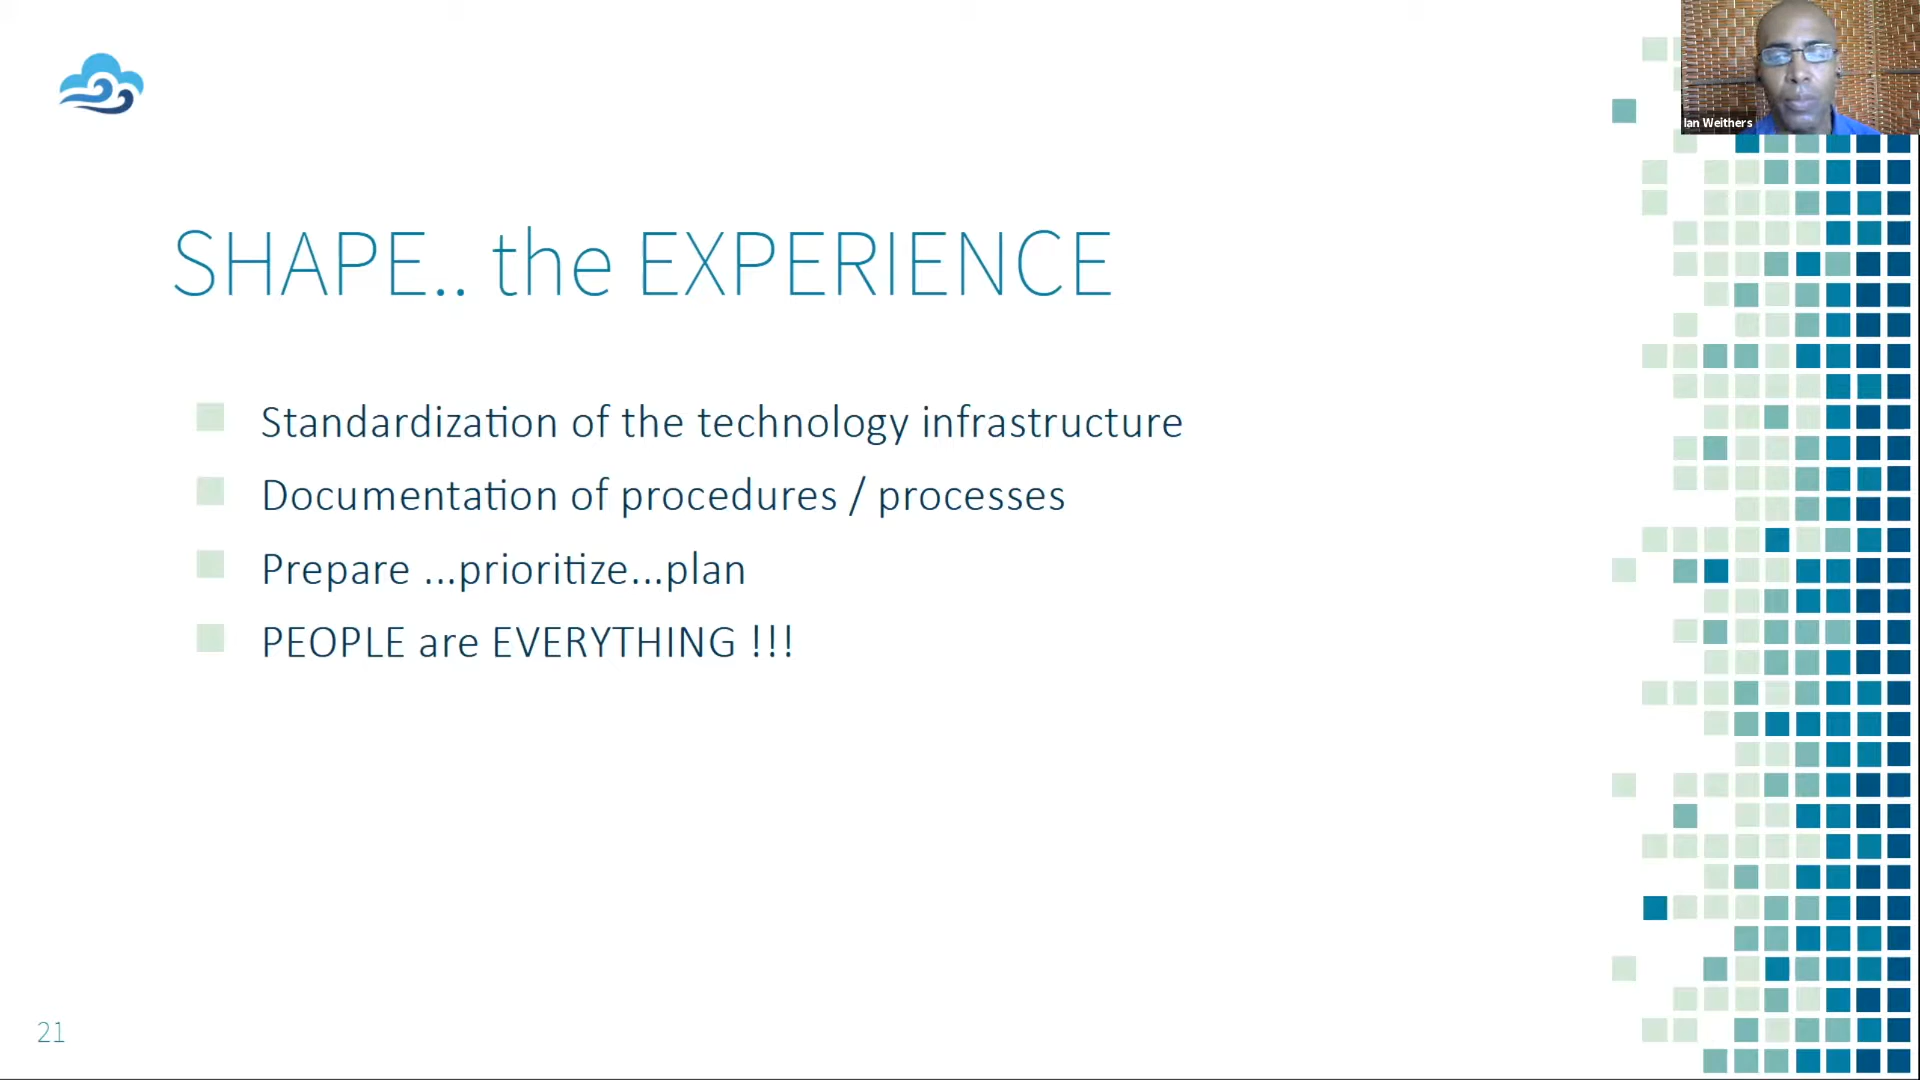 Ian Weithers
SHAPE.. the EXPERIENCE
Standardization of the technology infrastructure
Documentation of procedures / processes
Prepare ...prioritize...plan
PEOPLE are EVERYTHING !!!
21